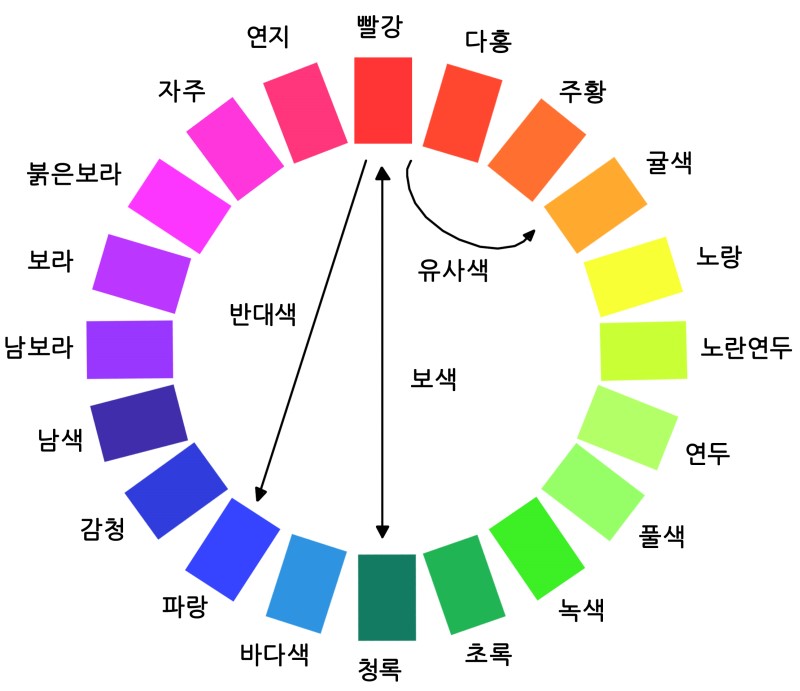 빨강
다홍
주황
귤색
노랑
노란연두
연두
풀색
녹색
초록
청록
바다색
파랑
감청
남색
남보라
보라
붉은보라
자주
연지
유사색
반대색
보색